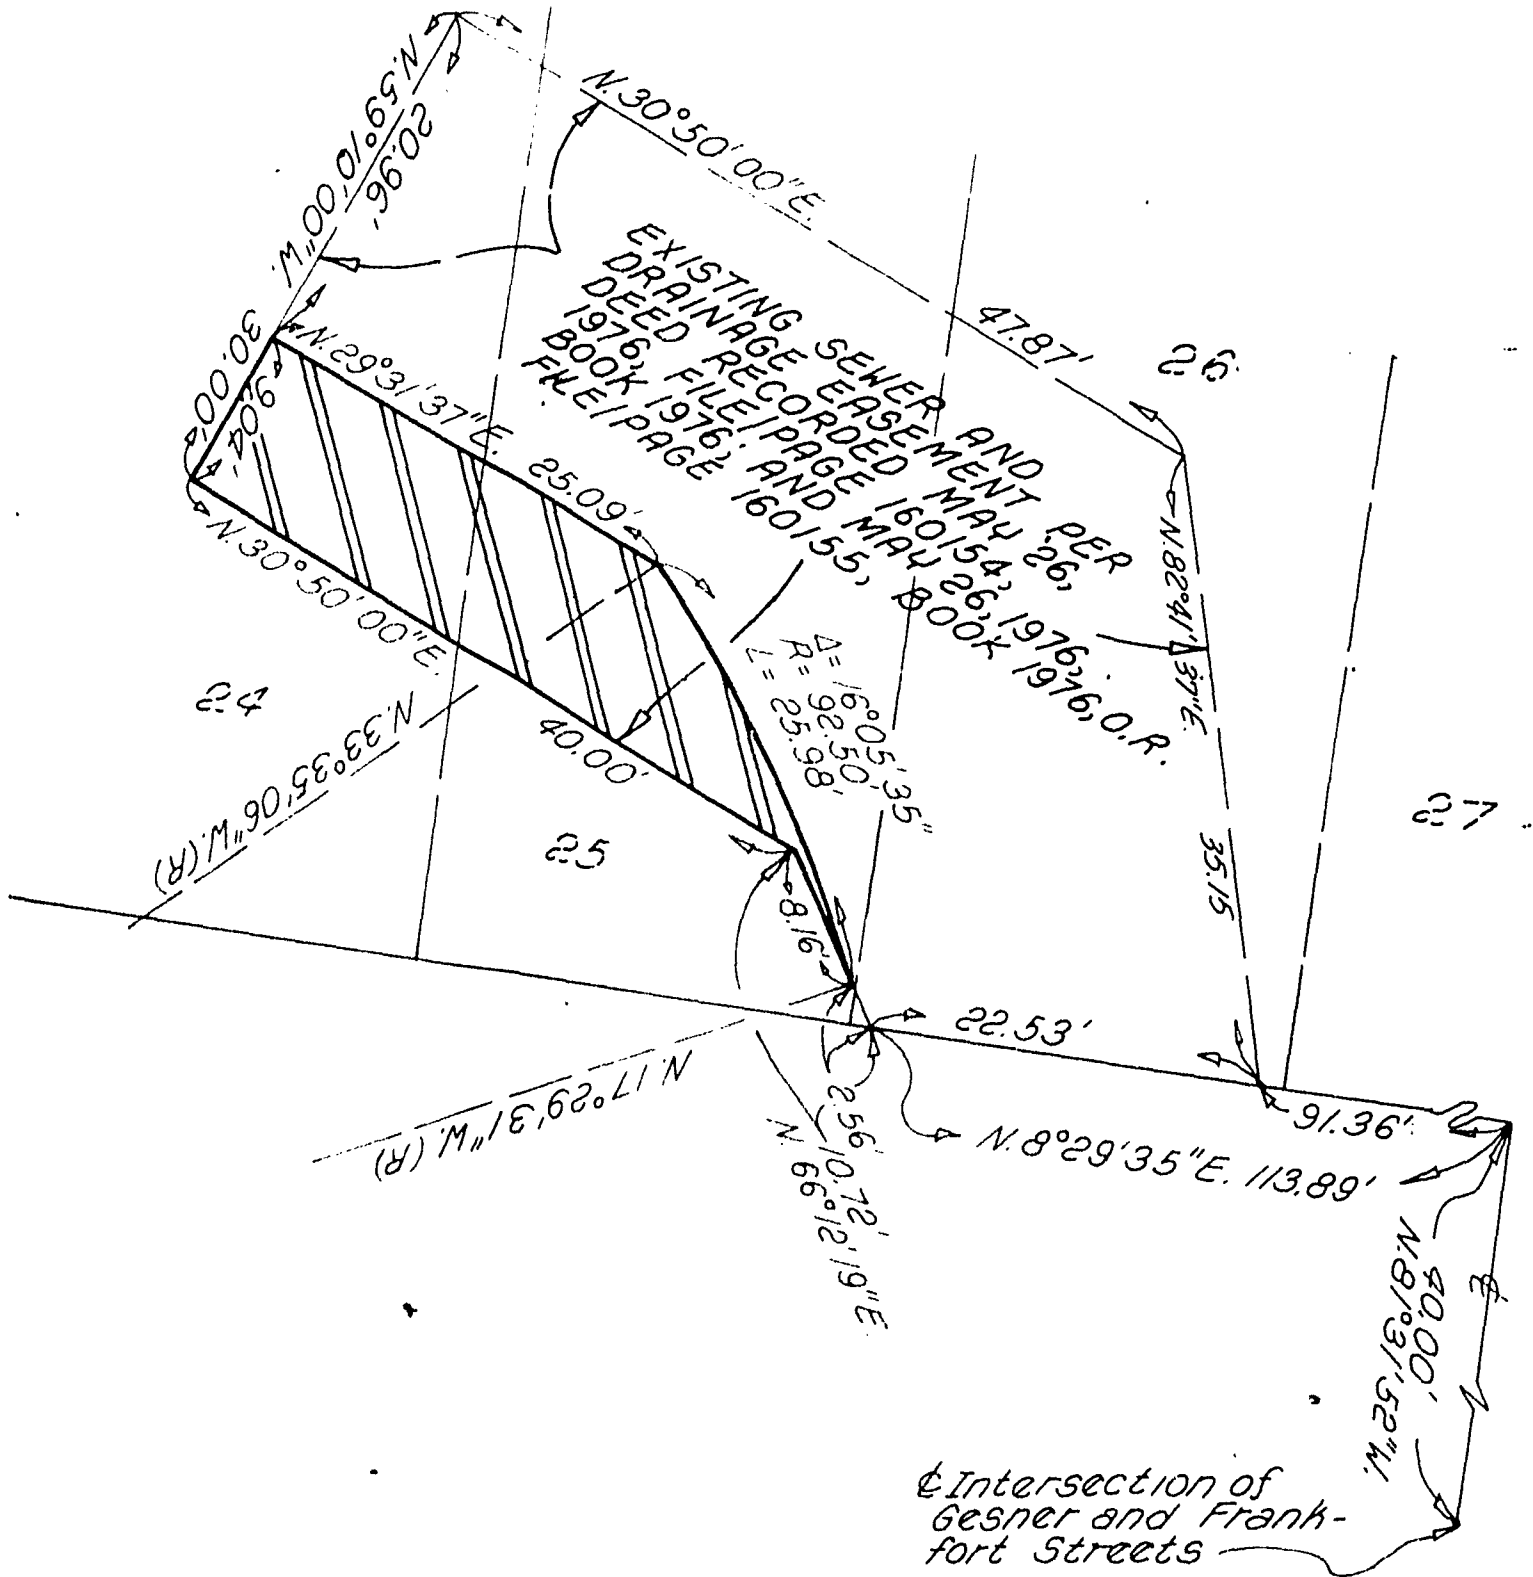 N.59°10'00"W.
20.96'
N.30°50'00"E.
47.87'
26
EXISTING SEWER AND
DRAINAGE EASEMENT PER
DEED RECORDED MAY 26,
1976, FILE/PAGE 160154,
BOOK 1976, AND MAY 26, 1976,
FILE/PAGE 160155, BOOK 1976, O.R.
30.00'
9.04'
N.29°31'37"E.
25.09'
N.30°50'00"E.
40.00'
N.82°41'37"E.
35.15
24
N.33°35'06"W.(R)
Δ= 16°05'35"
R= 92.50'
L= 25.98'
25
27
8.16'
22.53'
N.17°29'31"W.(R)
2.56'
10.72'
N. 66°12'19"E
N.8°29'35"E. 113.89'
91.36'
40.00'
N.81°31'52"W.
℄ Intersection of
Gesner and Frank-
fort Streets